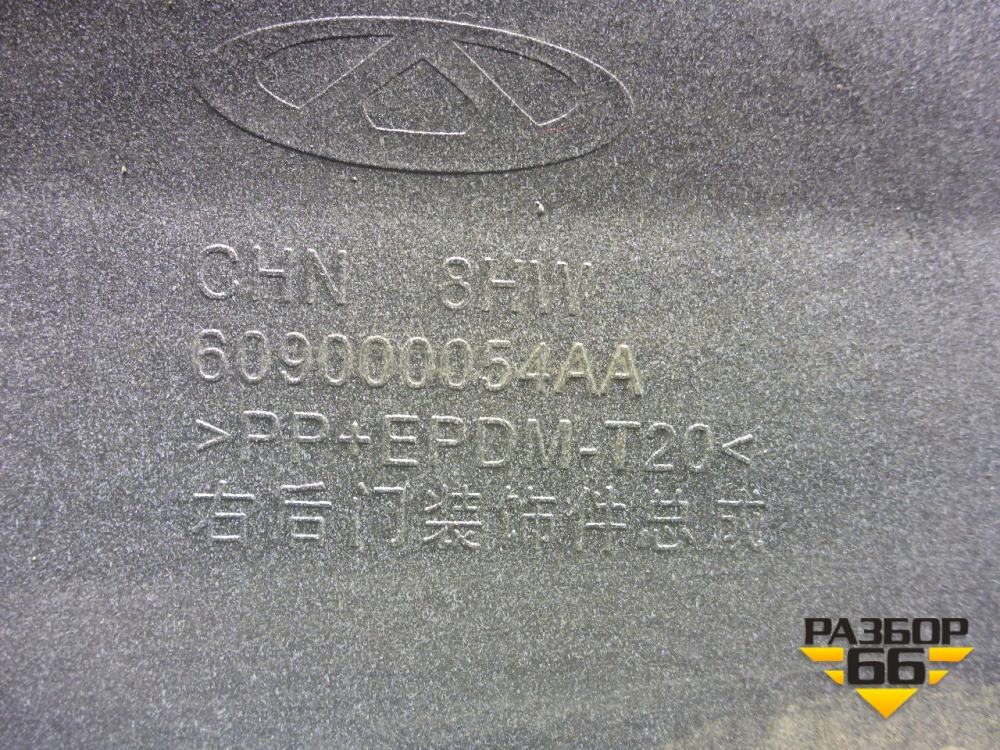 CHN 8HW
609000054AA
>PP+EPDM-T20<
右后门装饰件总成
РАЗБОР
66